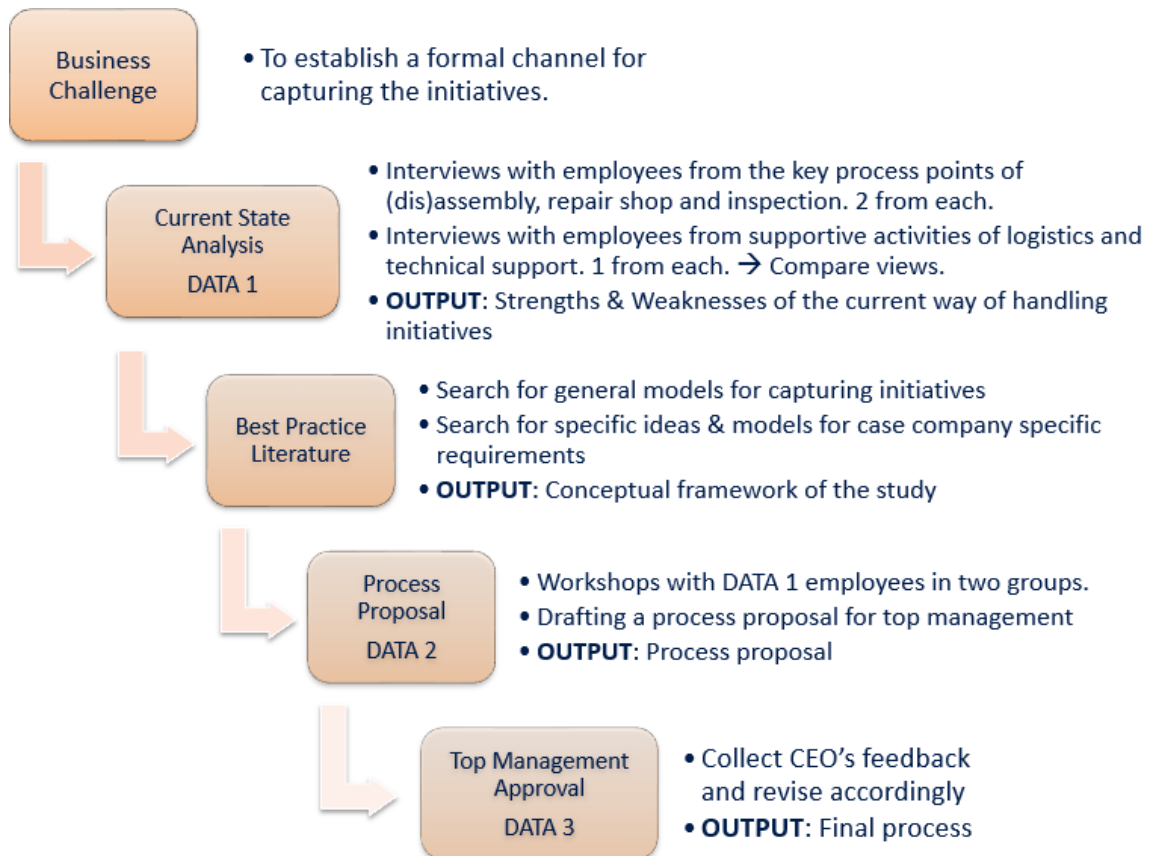 Business
Challenge
• To establish a formal channel for
capturing the initiatives.
Current State
Analysis
DATA 1
• Interviews with employees from the key process points of
(dis)assembly, repair shop and inspection. 2 from each.
• Interviews with employees from supportive activities of logistics and
technical support. 1 from each. → Compare views.
• OUTPUT: Strengths & Weaknesses of the current way of handling
initiatives
Best Practice
Literature
• Search for general models for capturing initiatives
• Search for specific ideas & models for case company specific
requirements
• OUTPUT: Conceptual framework of the study
Process
Proposal
DATA 2
• Workshops with DATA 1 employees in two groups.
• Drafting a process proposal for top management
• OUTPUT: Process proposal
Top Management
Approval
DATA 3
• Collect CEO’s feedback
and revise accordingly
• OUTPUT: Final process